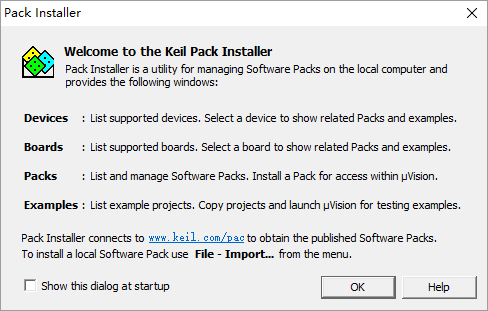 Pack Installer
Welcome to the Keil Pack Installer
Pack Installer is a utility for managing Software Packs on the local computer and
provides the following windows:
Devices : List supported devices. Select a device to show related Packs and examples.
Boards : List supported boards. Select a board to show related Packs and examples.
Packs : List and manage Software Packs. Install a Pack for access within µVision.
Examples : List example projects. Copy projects and launch µVision for testing examples.
Pack Installer connects to www.keil.com/pac to obtain the published Software Packs.
To install a local Software Pack use File - Import... from the menu.
Show this dialog at startup
OK
Help